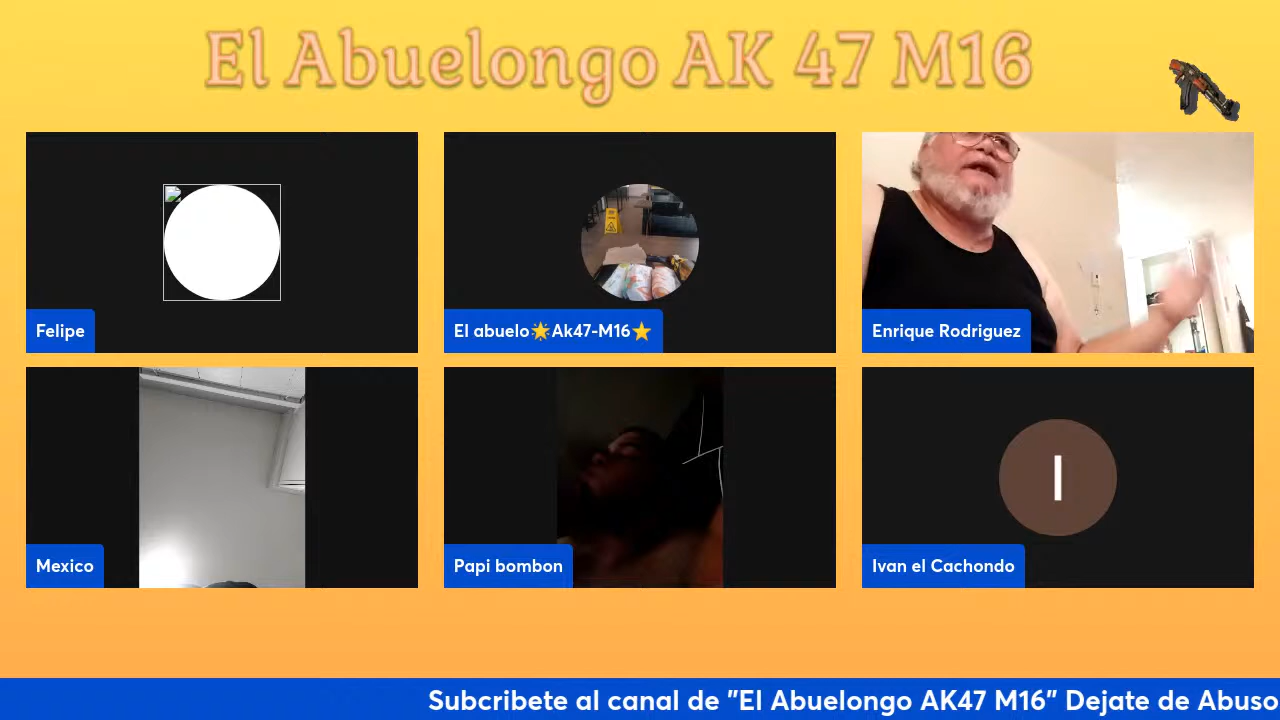 El Abuelongo AK 47 M16
Felipe
El abuelo🌟Ak47-M16⭐
Enrique Rodriguez
Mexico
Papi bombon
I
Ivan el Cachondo
Subcribete al canal de "El Abuelongo AK47 M16" Dejate de Abuso